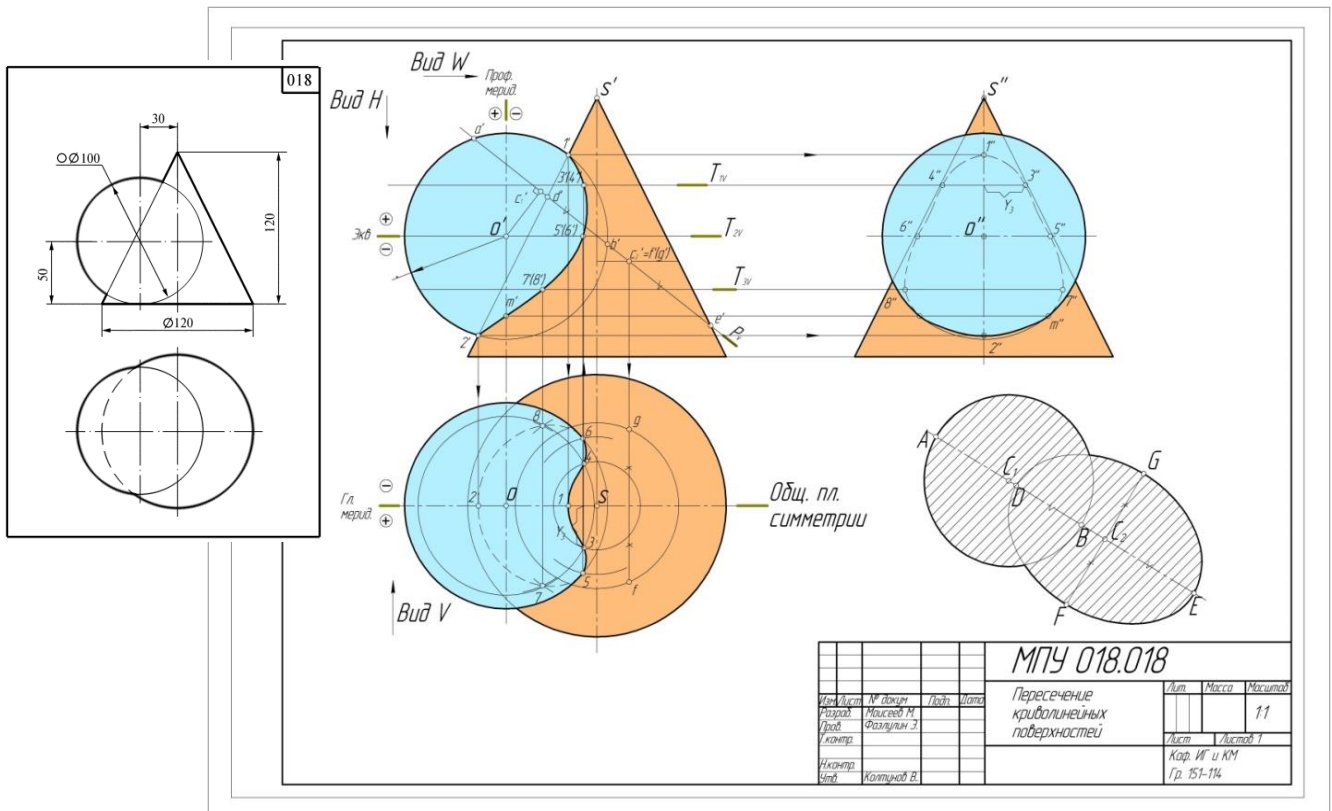 018
30
○Ø100
120
50
Ø120
Вид W
Проф.
мерид.
⊕ ⊖
Вид H
s'
s"
a'
1'
1"
3'(4')
T1V
4"
3"
c1'
d'
Y3
Экв
⊕
⊖
o'
5'(6')
T2V
6"
o"
5"
b'
c2'=f'(g')
7'(8')
T3V
8"
7"
m'
e'
m"
2'
PV
2"
8
g
6
4
Гл.
мерид.
⊖
⊕
2
o
1
s
Общ. пл.
симметрии
Y3
3
5
7
f
Вид V
A
C1
D
G
B
C2
F
E
МПУ 018.018
Изм Лист № докум Подп. Дата
Разраб. Моисеев М.
Пров. Фазлулин Э.
Т.контр.
Н.контр.
Утв. Колтунов В.
Пересечение
криволинейных
поверхностей
Лит. Масса Масштаб
1:1
Лист Листов 1
Каф. ИГ и КМ
Гр. 151-114